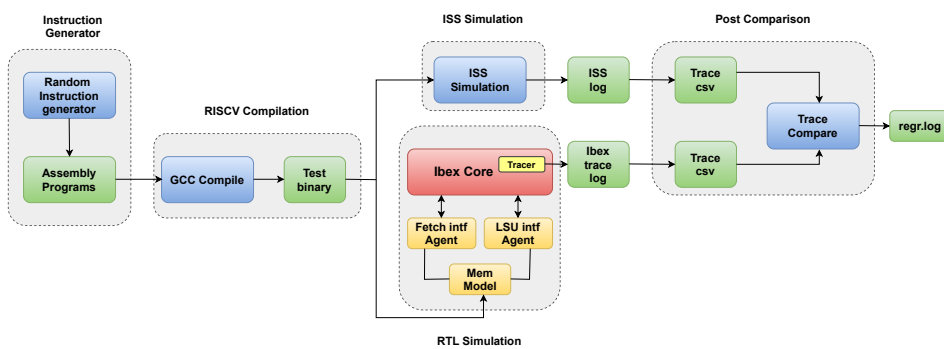 Instruction
Generator
Random
Instruction
generator
Assembly
Programs
RISCV Compilation
GCC Compile
Test
binary
ISS Simulation
ISS
Simulation
ISS
log
Ibex Core
Tracer
Ibex
trace
log
Fetch intf
Agent
LSU intf
Agent
Mem
Model
RTL Simulation
Post Comparison
Trace
csv
Trace
csv
Trace
Compare
regr.log